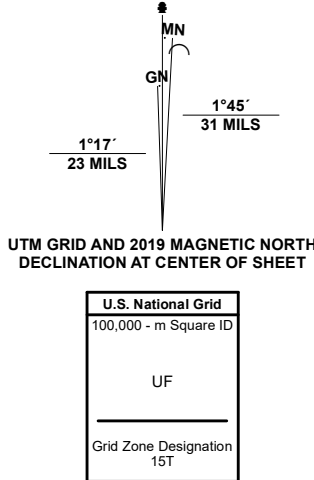 MN
GN
1°45´
31 MILS
1°17´
23 MILS
UTM GRID AND 2019 MAGNETIC NORTH
DECLINATION AT CENTER OF SHEET
U.S. National Grid
100,000 - m Square ID
UF
Grid Zone Designation
15T